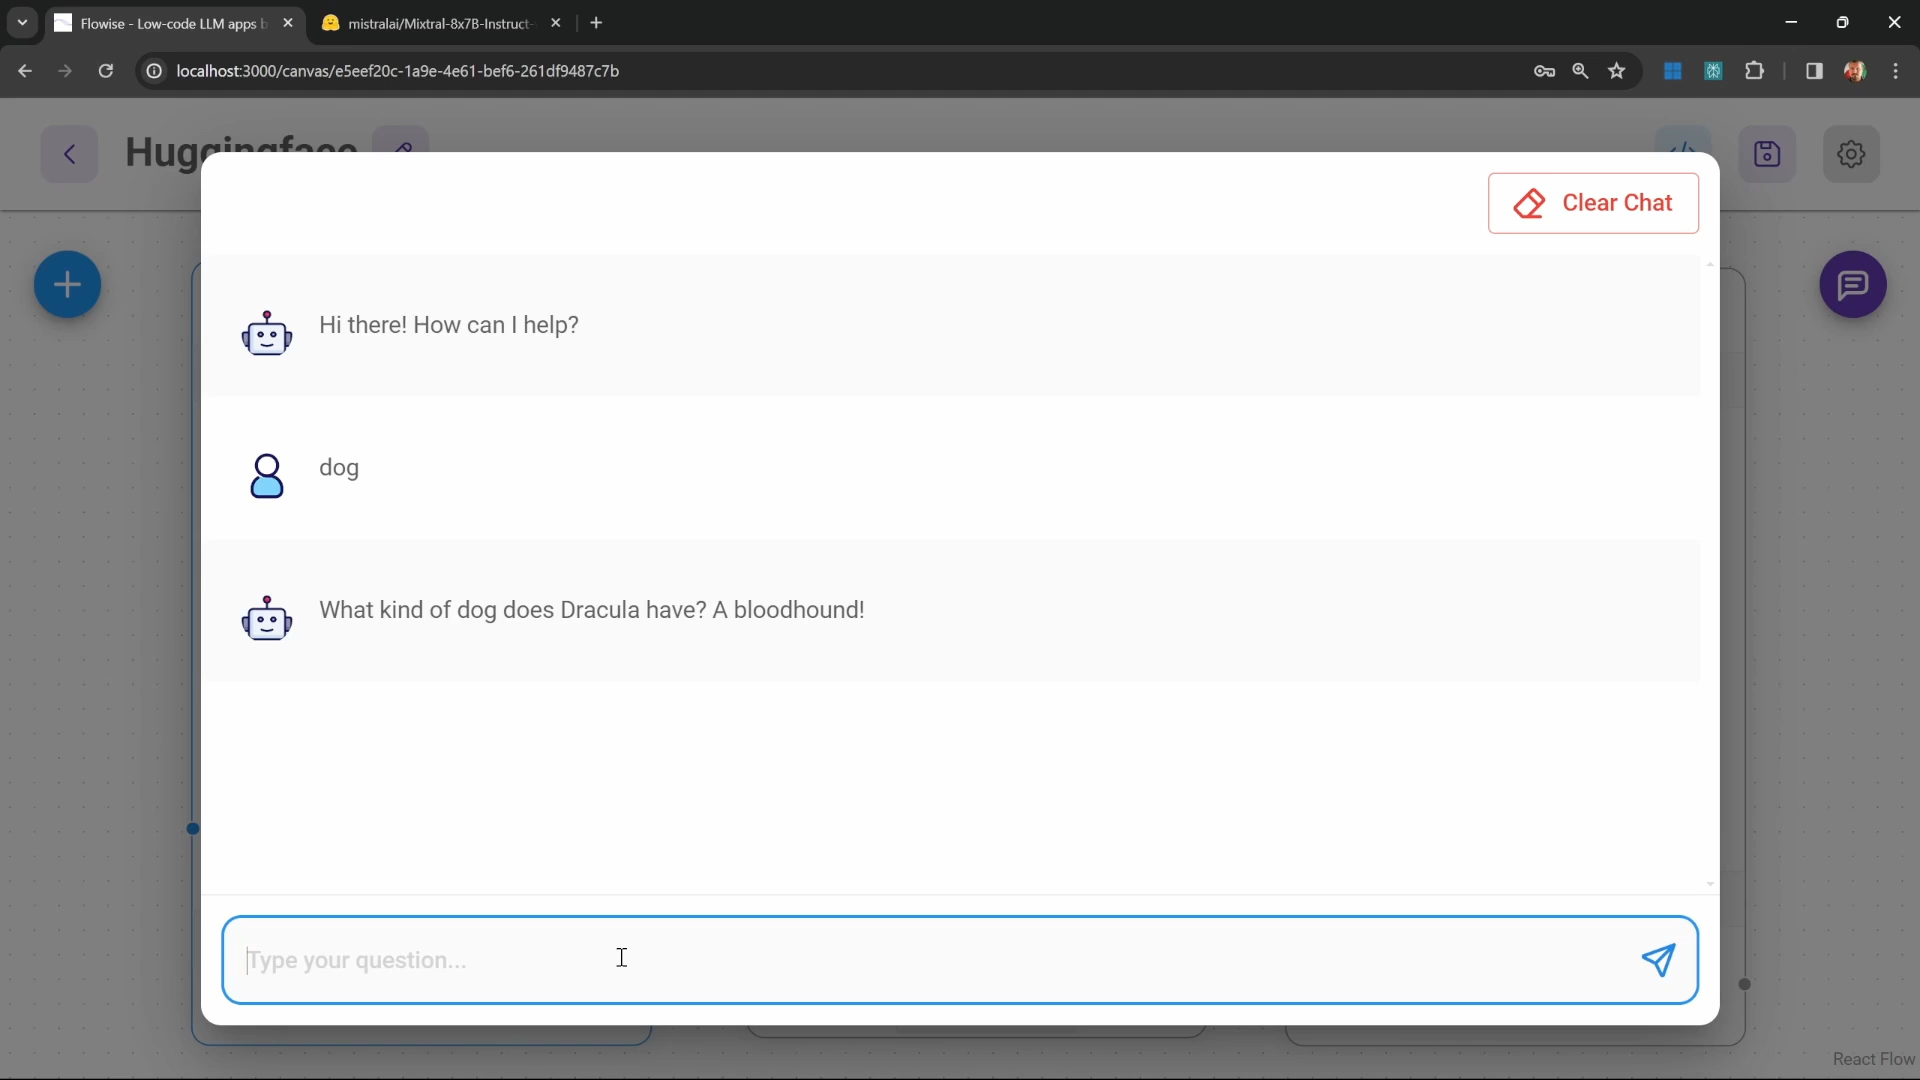 Flowise - Low-code LLM apps b
mistralai/Mixtral-8x7B-Instruct-
localhost:3000/canvas/e5eef20c-1a9e-4e61-bef6-261df9487c7b
Huggingface
Clear Chat
Hi there! How can I help?
dog
What kind of dog does Dracula have? A bloodhound!
Type your question...
React Flow